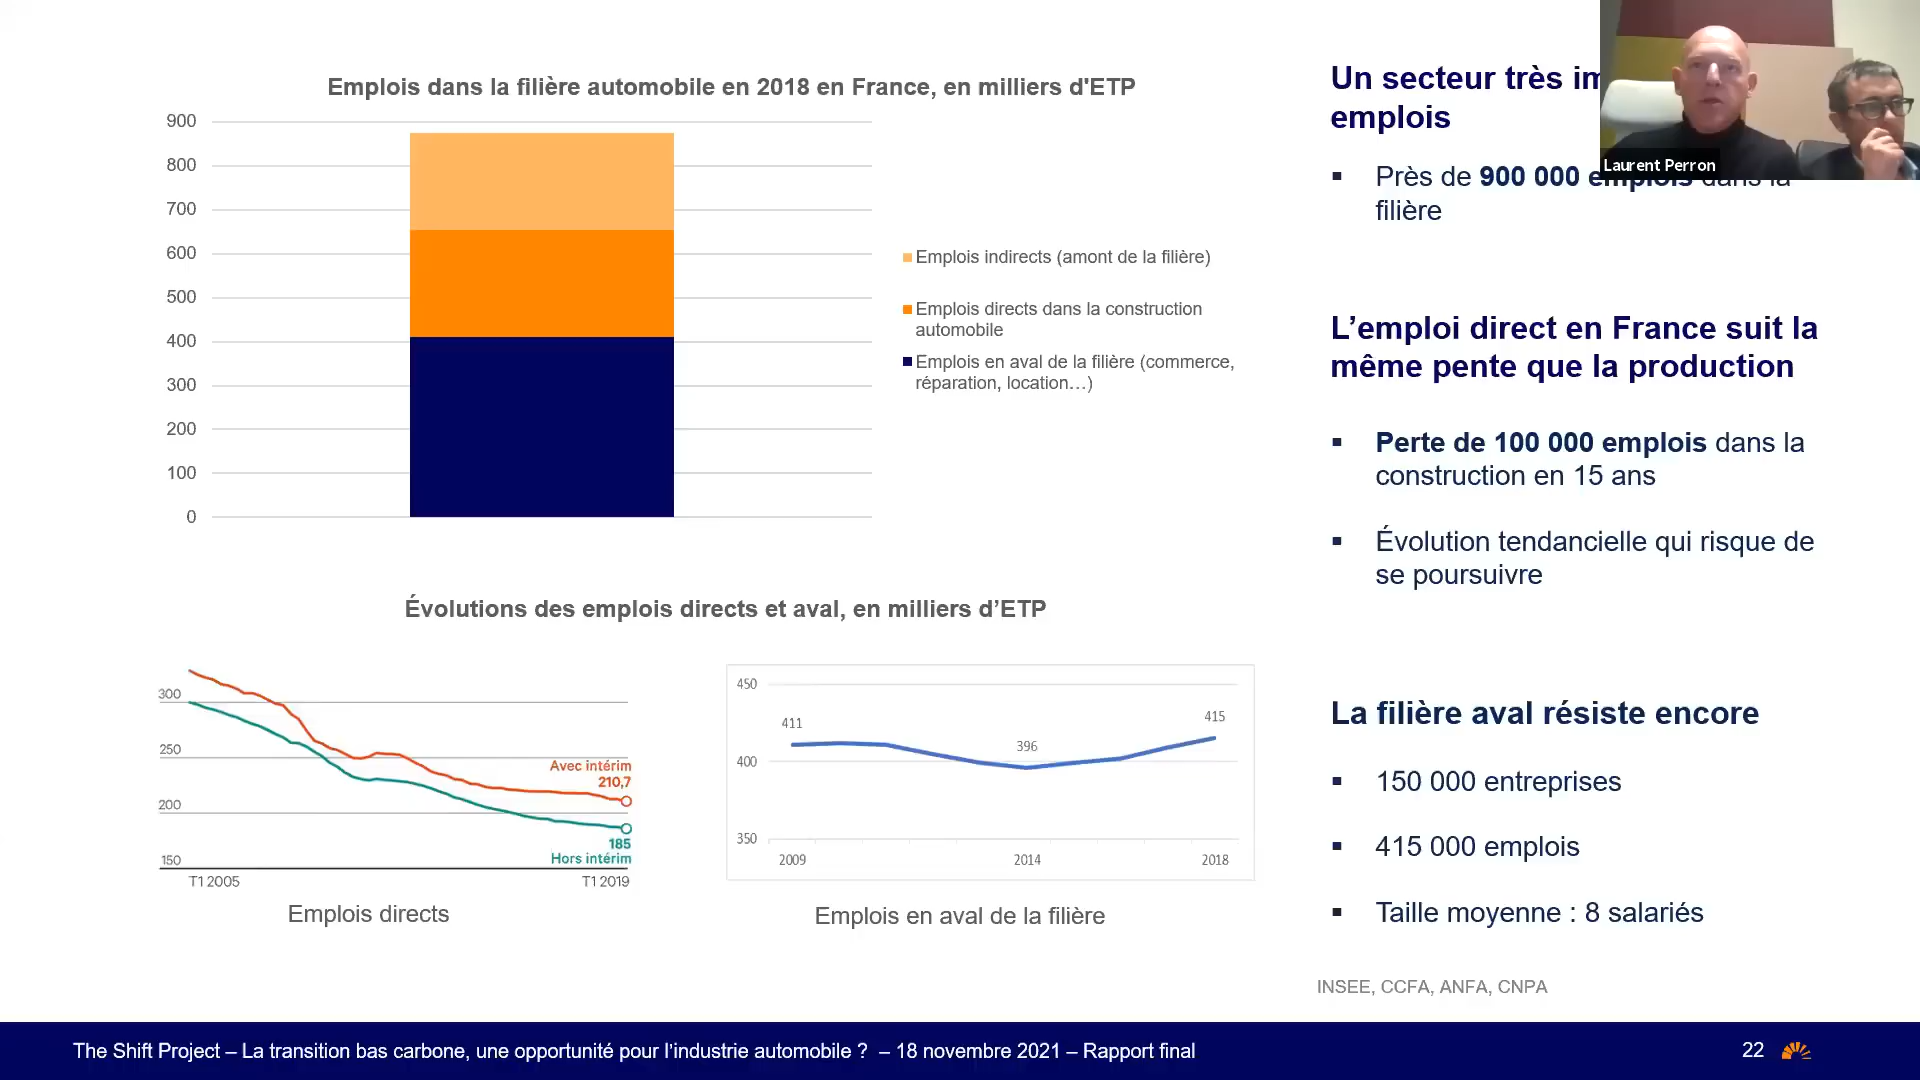 Emplois dans la filière automobile en 2018 en France, en milliers d'ETP
900
800
700
600
500
400
300
200
100
0
Emplois indirects (amont de la filière)
Emplois directs dans la construction
automobile
Emplois en aval de la filière (commerce,
réparation, location…)
Évolutions des emplois directs et aval, en milliers d’ETP
300
250
200
150
Avec intérim
210,7
185
Hors intérim
T1 2005
T1 2019
Emplois directs
450
400
350
411
396
415
2009
2014
2018
Emplois en aval de la filière
Un secteur très
emplois
Laurent Perron
▪ Près de 900 000 emplois dans la
filière
L’emploi direct en France suit la
même pente que la production
▪ Perte de 100 000 emplois dans la
construction en 15 ans
▪ Évolution tendancielle qui risque de
se poursuivre
La filière aval résiste encore
▪ 150 000 entreprises
▪ 415 000 emplois
▪ Taille moyenne : 8 salariés
INSEE, CCFA, ANFA, CNPA
The Shift Project – La transition bas carbone, une opportunité pour l’industrie automobile ? – 18 novembre 2021 – Rapport final
22